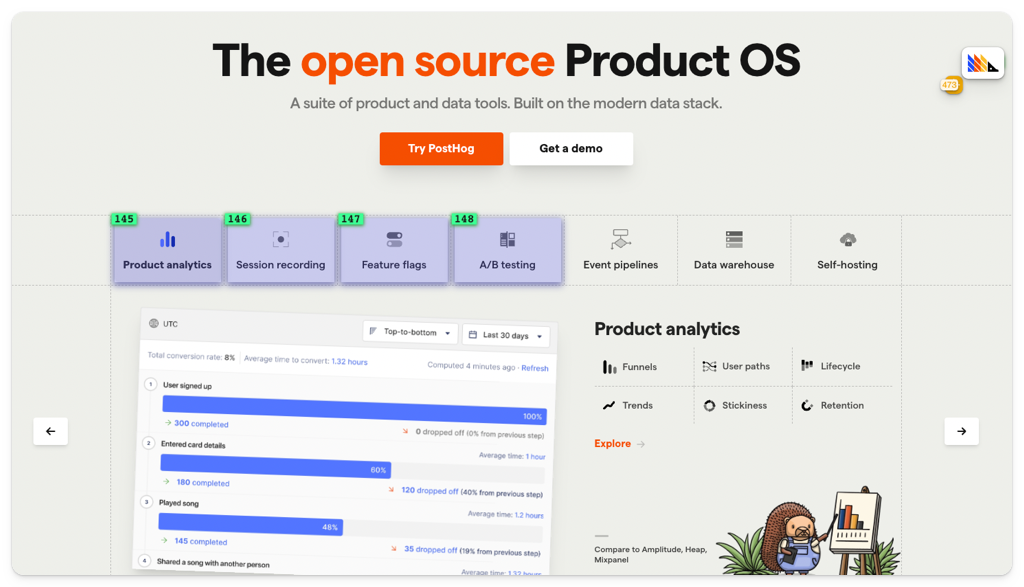 The open source Product OS
A suite of product and data tools. Built on the modern data stack.
473
Try PostHog
Get a demo
145
146
147
148
Product analytics
Session recording
Feature flags
A/B testing
Event pipelines
Data warehouse
Self-hosting
UTC
Top-to-bottom
Last 30 days
Total conversion rate: 8%
Average time to convert: 1.32 hours
Computed 4 minutes ago · Refresh
1
User signed up
100%
300 completed
0 dropped off (0% from previous step)
2
Entered card details
Average time: 1 hour
60%
180 completed
120 dropped off (40% from previous step)
3
Played song
Average time: 1.2 hours
48%
145 completed
35 dropped off (19% from previous step)
4
Shared a song with another person
Average time: 1.32 hours
Product analytics
Funnels
User paths
Lifecycle
Trends
Stickiness
Retention
Explore
Compare to Amplitude, Heap,
Mixpanel